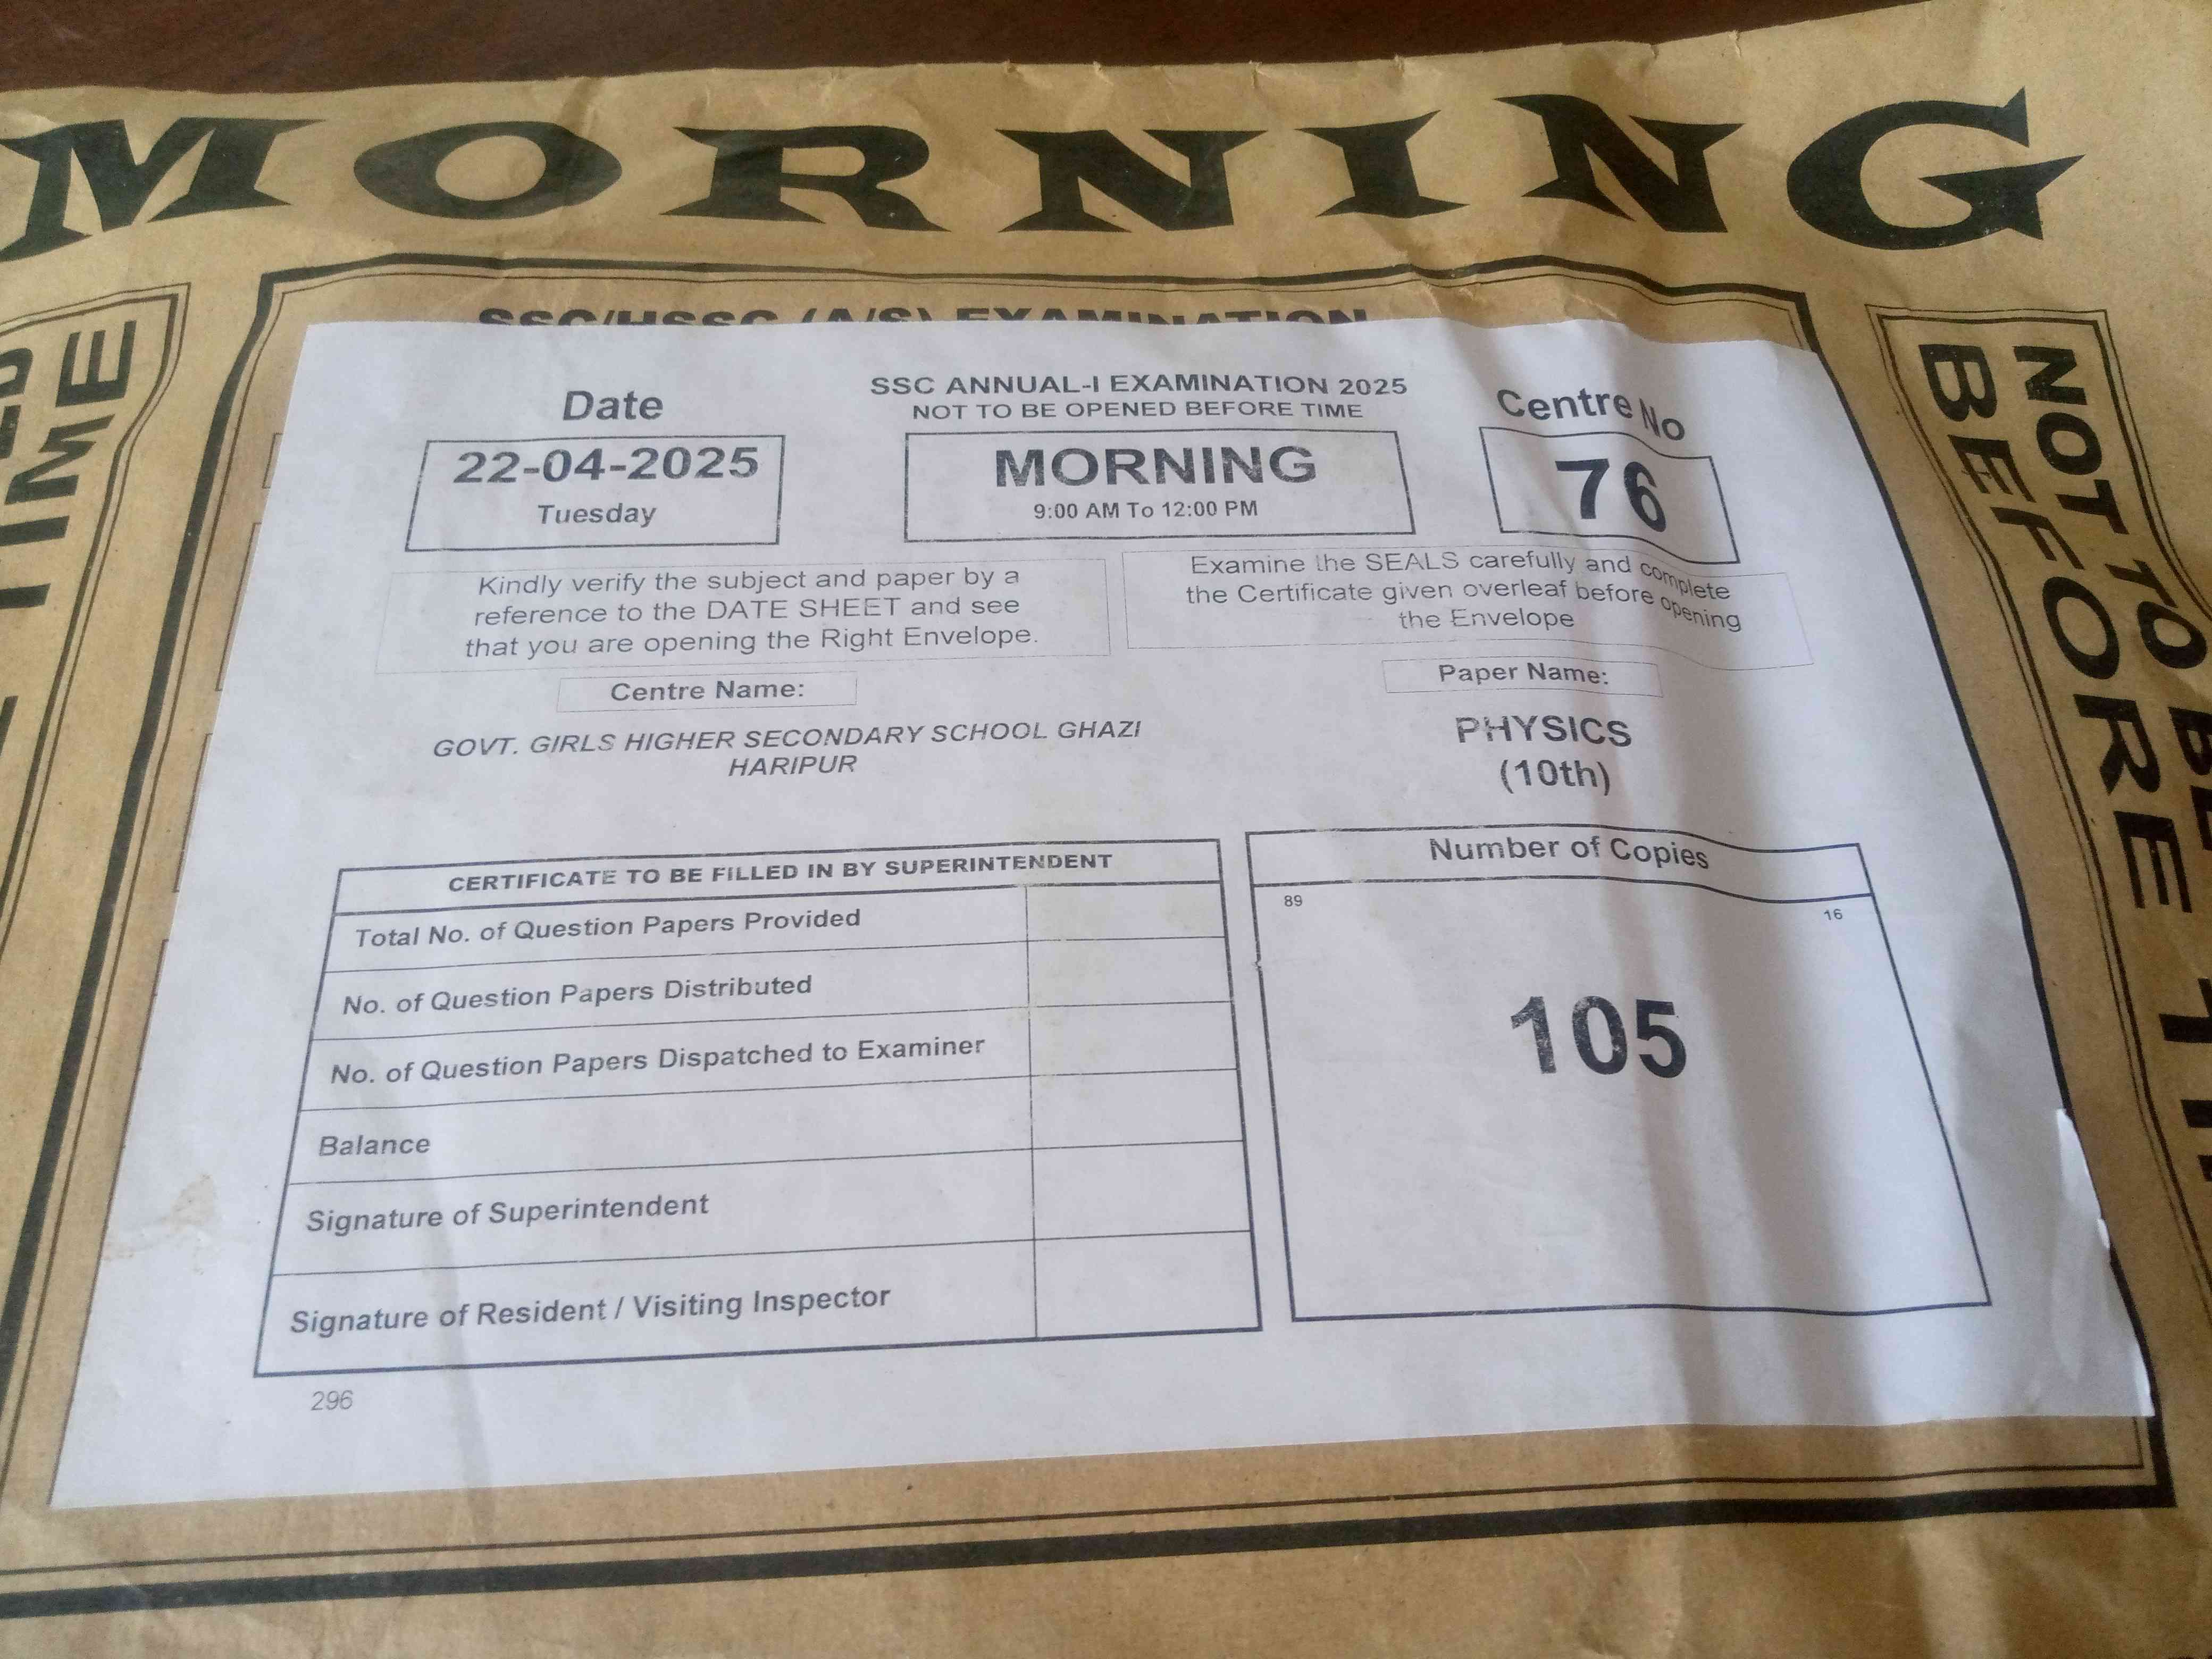 MORNING
SSC/HSSC (A/S) EXAMINATION
TIME
NOT TO BE
BEFORE
Date
22-04-2025
Tuesday
SSC ANNUAL-I EXAMINATION 2025
NOT TO BE OPENED BEFORE TIME
MORNING
9:00 AM To 12:00 PM
Centre No
76
Kindly verify the subject and paper by a
reference to the DATE SHEET and see
that you are opening the Right Envelope.
Examine the SEALS carefully and complete
the Certificate given overleaf before opening
the Envelope
Centre Name:
GOVT. GIRLS HIGHER SECONDARY SCHOOL GHAZI
HARIPUR
Paper Name:
PHYSICS
(10th)
CERTIFICATE TO BE FILLED IN BY SUPERINTENDENT
Total No. of Question Papers Provided
No. of Question Papers Distributed
No. of Question Papers Dispatched to Examiner
Balance
Signature of Superintendent
Signature of Resident / Visiting Inspector
Number of Copies
89
16
105
296